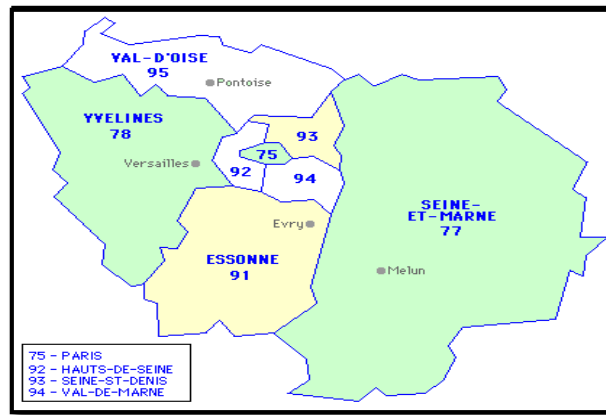 VAL-D'OISE
95
Pontoise
YVELINES
78
93
75
Versailles
92
94
SEINE-
ET-MARNE
77
Evry
ESSONNE
91
Melun
75 - PARIS
92 - HAUTS-DE-SEINE
93 - SEINE-ST-DENIS
94 - VAL-DE-MARNE